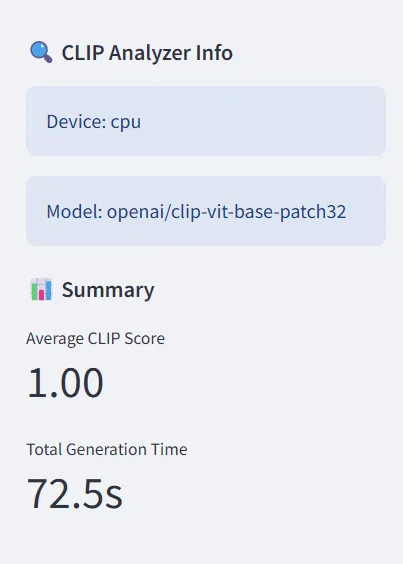 CLIP Analyzer Info
Device: cpu
Model: openai/clip-vit-base-patch32
Summary
Average CLIP Score
1.00
Total Generation Time
72.5s